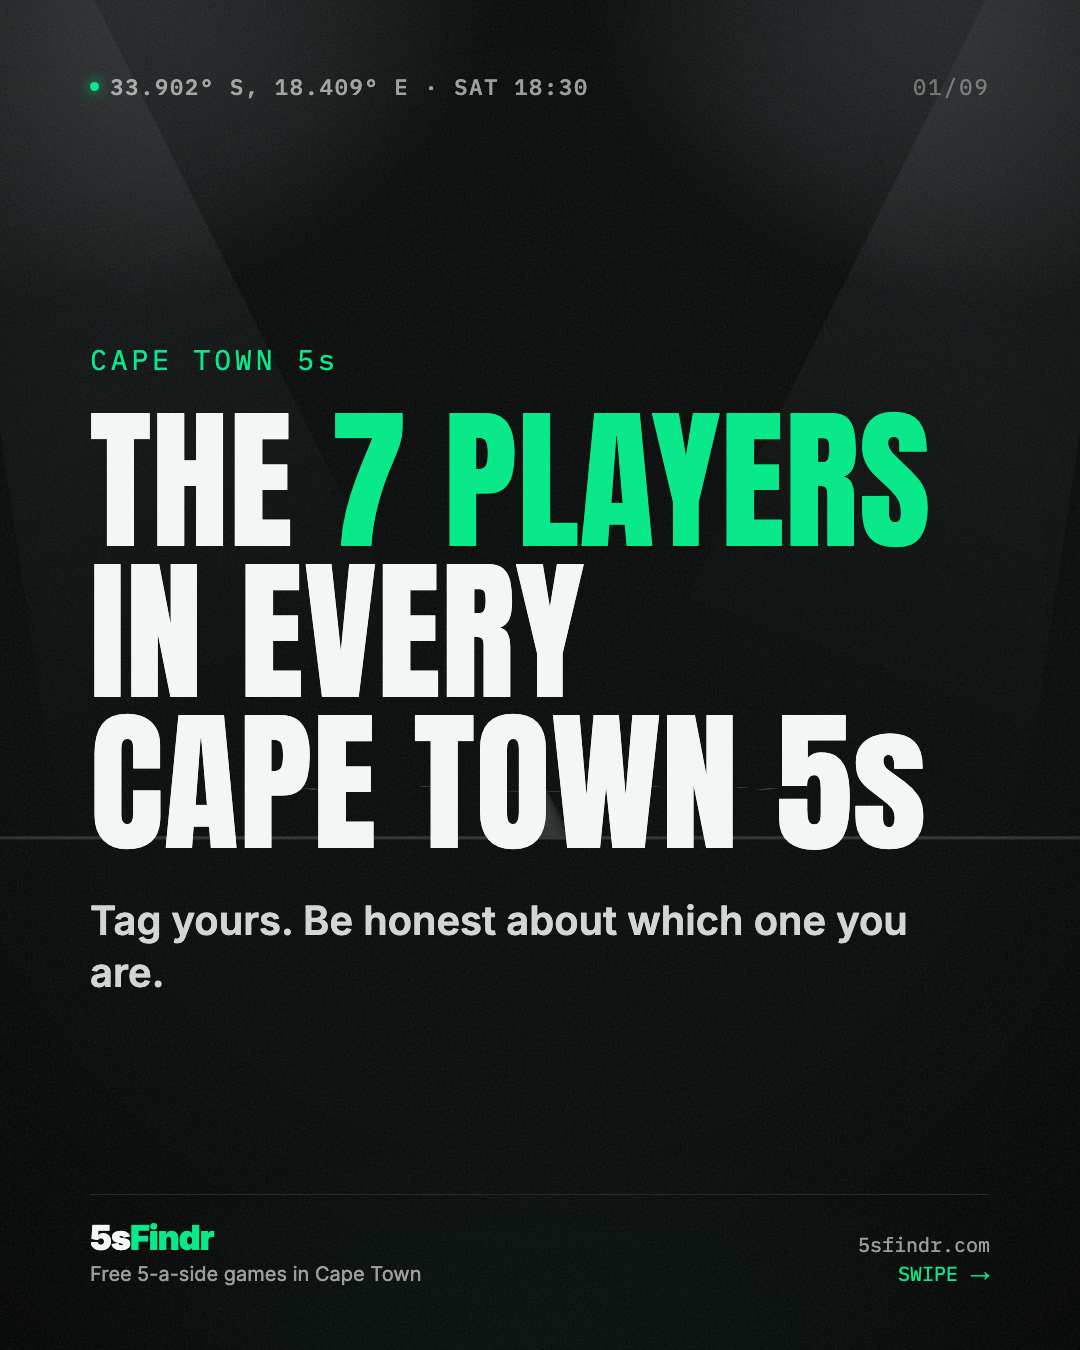 33.902° S, 18.409° E · SAT 18:30
01/09
CAPE TOWN 5s
THE 7 PLAYERS
IN EVERY
CAPE TOWN 5s
Tag yours. Be honest about which one you
are.
5sFindr
Free 5-a-side games in Cape Town
5sfindr.com
SWIPE →